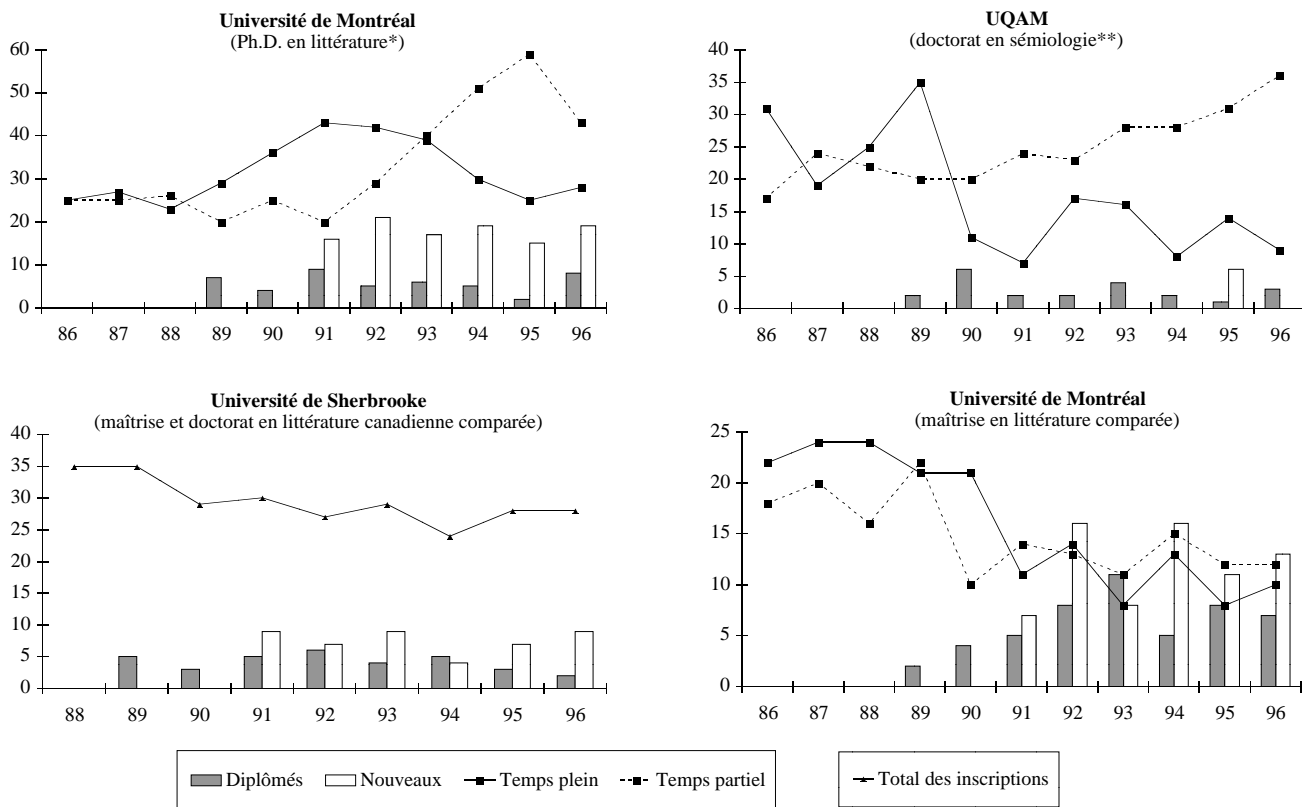 Université de Montréal
(Ph.D. en littérature*)
60
50
40
30
20
10
0
86 87 88 89 90 91 92 93 94 95 96
UQAM
(doctorat en sémiologie**)
40
35
30
25
20
15
10
5
0
86 87 88 89 90 91 92 93 94 95 96
Université de Sherbrooke
(maîtrise et doctorat en littérature canadienne comparée)
40
35
30
25
20
15
10
5
0
88 89 90 91 92 93 94 95 96
Université de Montréal
(maîtrise en littérature comparée)
25
20
15
10
5
0
86 87 88 89 90 91 92 93 94 95 96
Diplômés Nouveaux Temps plein Temps partiel
Total des inscriptions